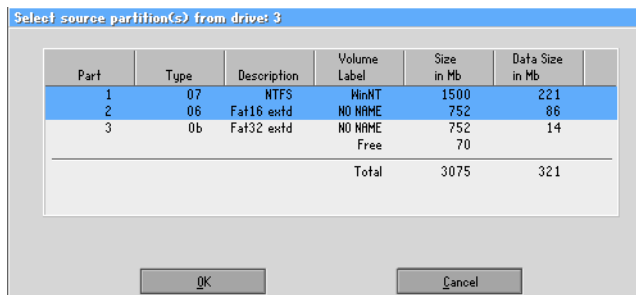 Select source partition(s) from drive: 3
Part Type Description Volume Label Size in Mb Data Size in Mb
1 07 NTFS WinNT 1500 221
2 06 Fat16 extd NO NAME 752 86
3 0b Fat32 extd NO NAME 752 14
Free 70
Total 3075 321
OK Cancel